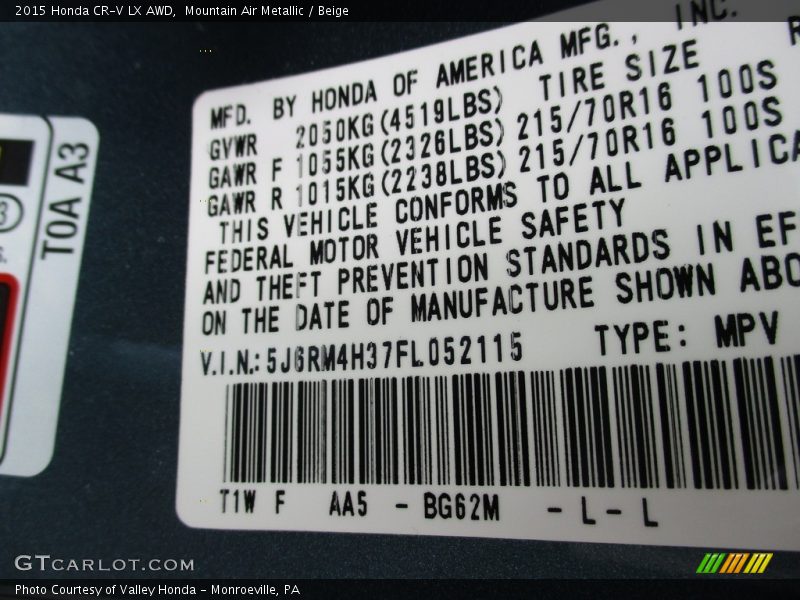 2015 Honda CR-V LX AWD,  Mountain Air Metallic / Beige
MFD. BY HONDA OF AMERICA MFG., INC.
GVWR 2050KG(4519LBS) TIRE SIZE R
GAWR F 1055KG(2326LBS) 215/70R16 100S
GAWR R 1015KG(2238LBS) 215/70R16 100S
THIS VEHICLE CONFORMS TO ALL APPLICA
FEDERAL MOTOR VEHICLE SAFETY
AND THEFT PREVENTION STANDARDS IN EF
ON THE DATE OF MANUFACTURE SHOWN ABO
V.I.N.: 5J6RM4H37FL052115 TYPE: MPV
T1W F AA5 - BG62M - L - L
T0A A3
3
GTCARLOT.COM
Photo Courtesy of Valley Honda - Monroeville, PA